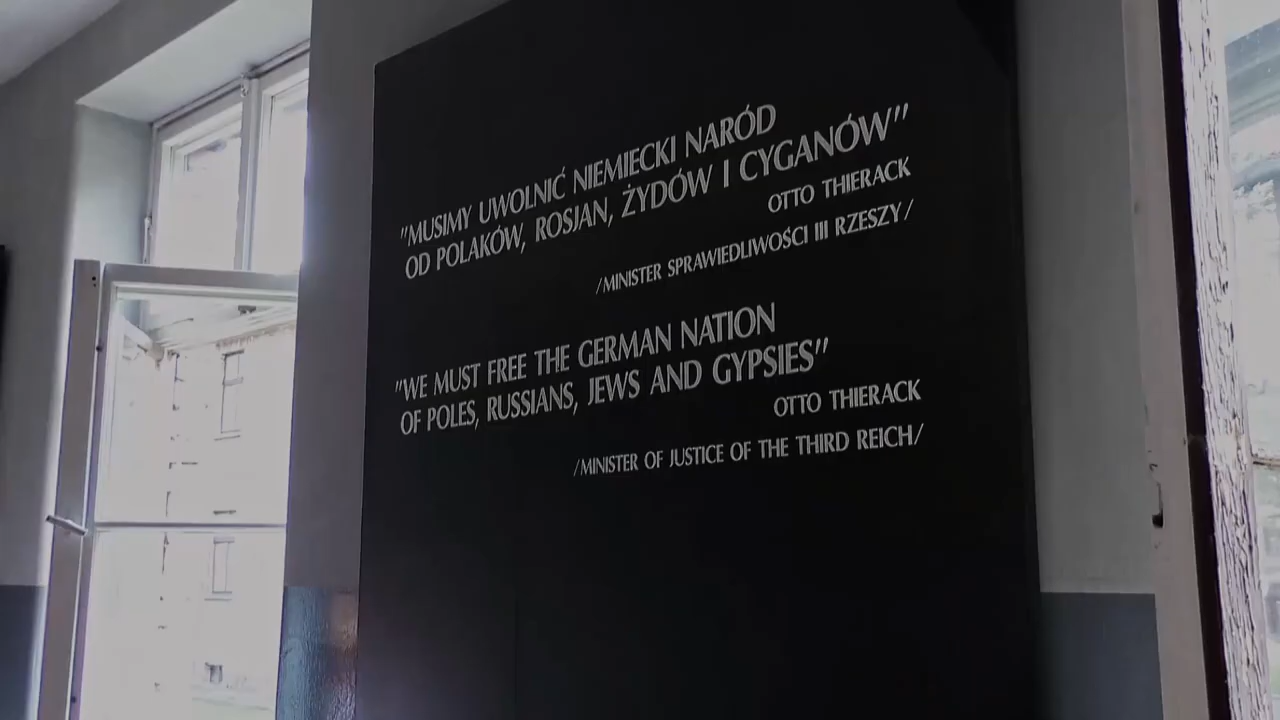 "MUSIMY UWOLNIĆ NIEMIECKI NARÓD
OD POLAKÓW, ROSJAN, ŻYDÓW I CYGANÓW"
OTTO THIERACK
/MINISTER SPRAWIEDLIWOŚCI III RZESZY/
"WE MUST FREE THE GERMAN NATION
OF POLES, RUSSIANS, JEWS AND GYPSIES"
OTTO THIERACK
/MINISTER OF JUSTICE OF THE THIRD REICH/